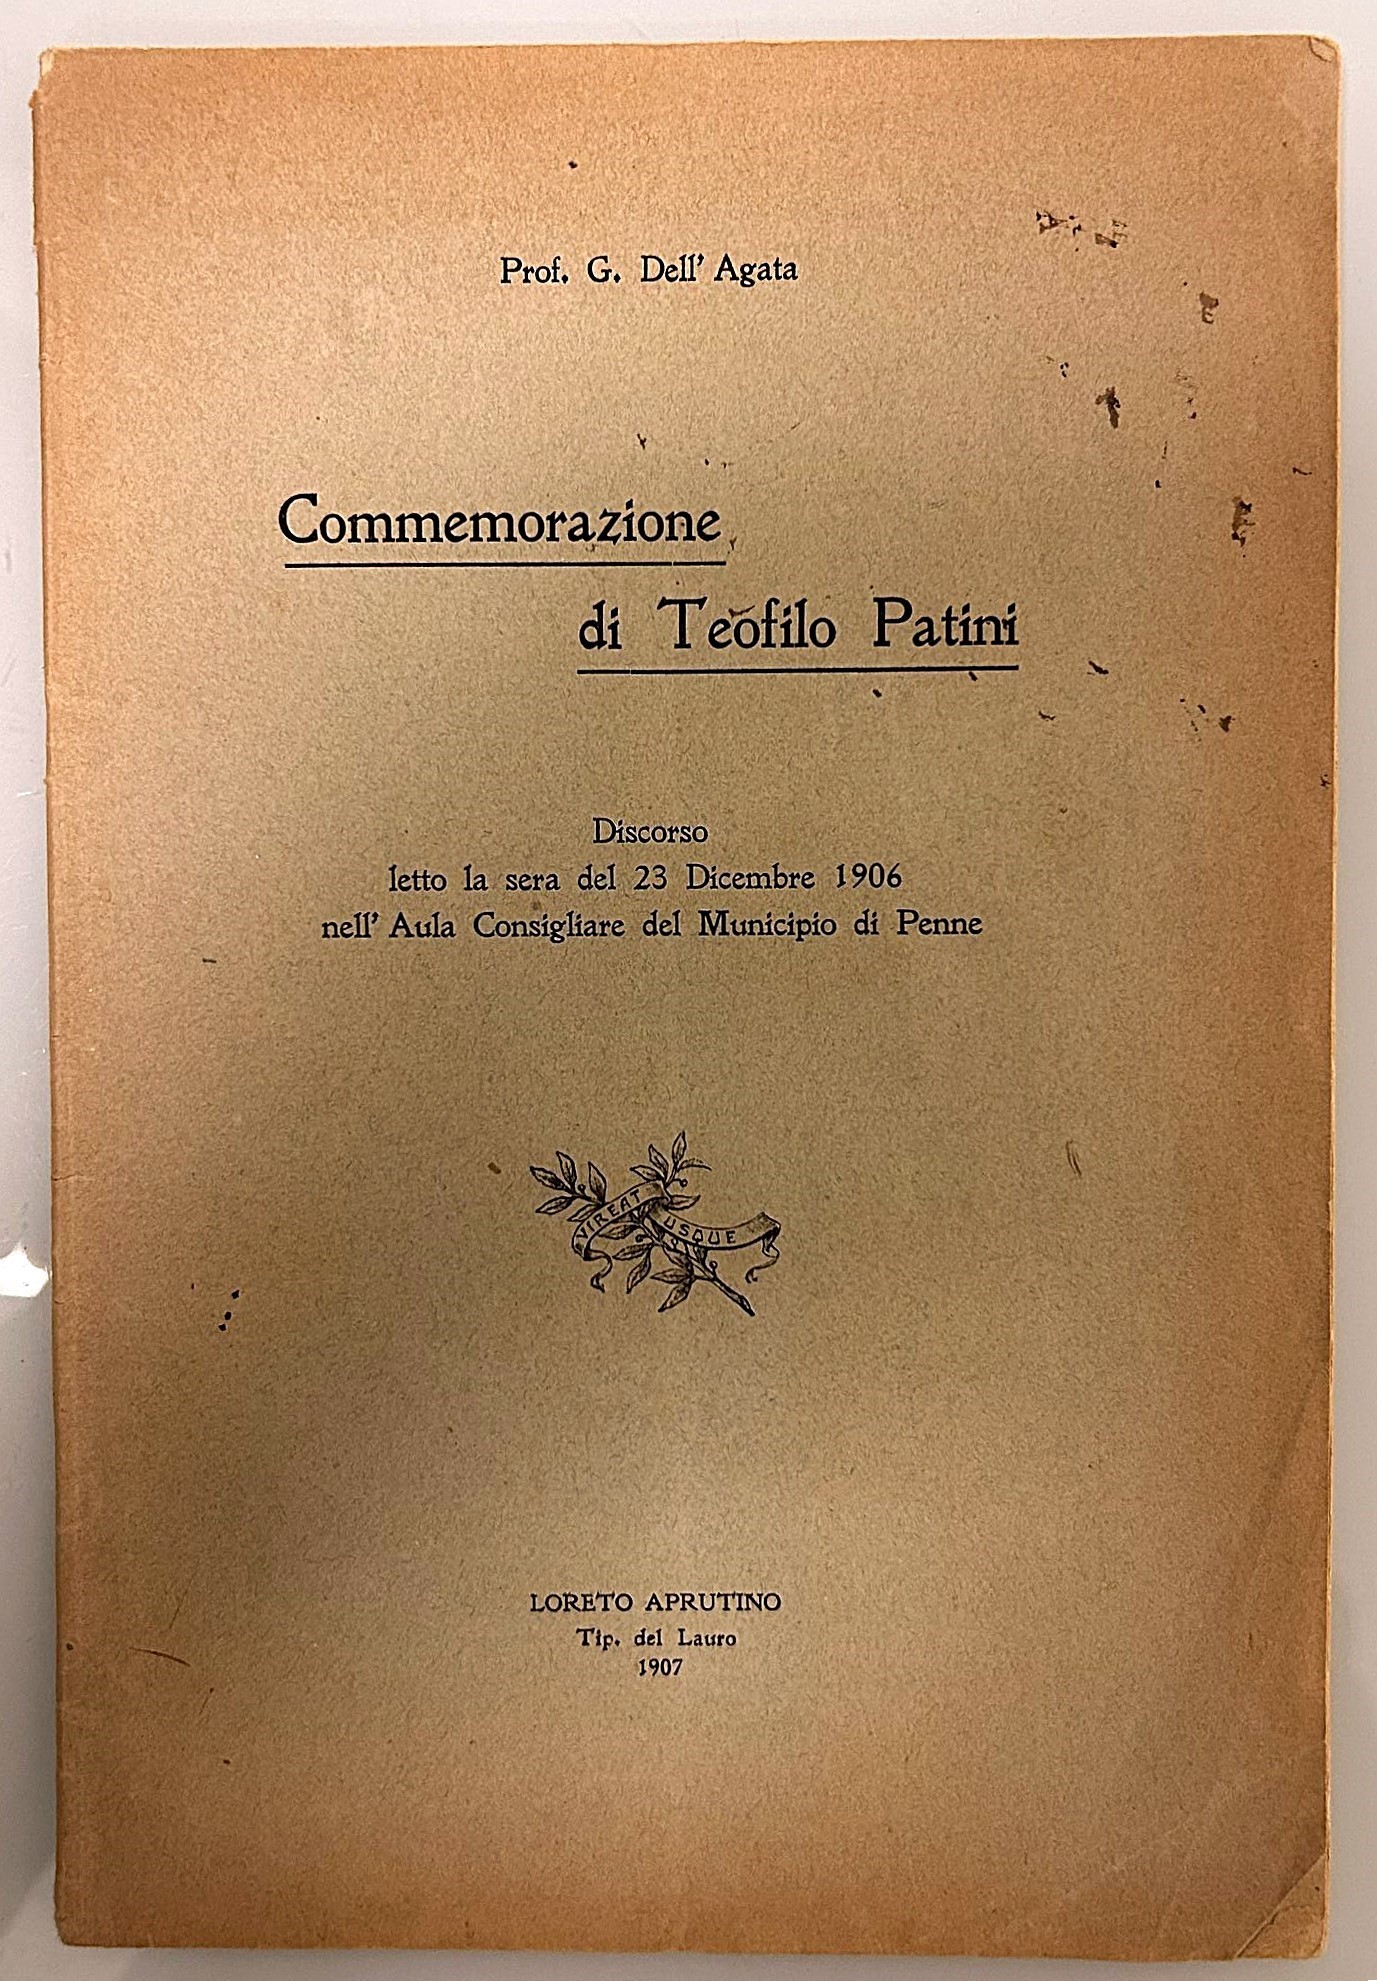 Prof. G. Dell' Agata
Commemorazione
di Teofilo Patini
Discorso
letto la sera del 23 Dicembre 1906
nell' Aula Consigliare del Municipio di Penne
VIREAT USQUE
LORETO APRUTINO
Tip. del Lauro
1907